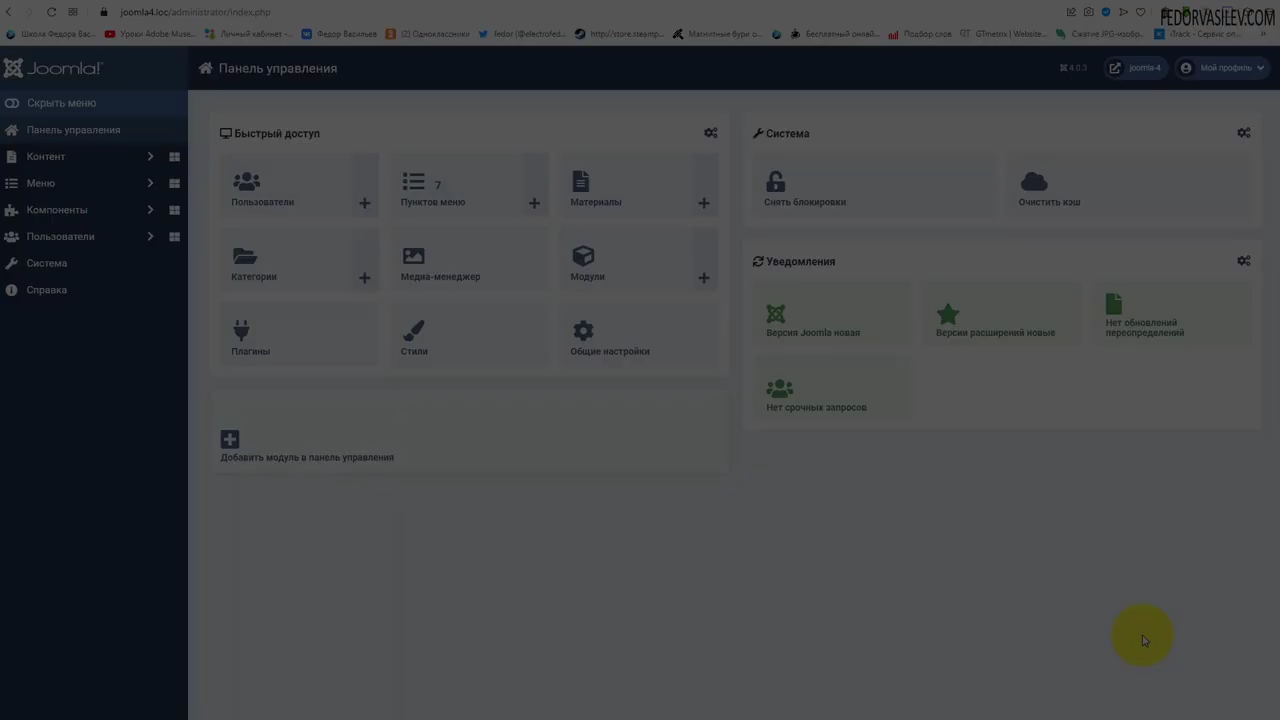 joomla4.loc/administrator/index.php
FEDORVASILEV.COM
Школа Федора Вас...
Уроки Adobe Muse...
Личный кабинет -...
Федор Васильев
(2) Одноклассники
fedor (@electrofed...
http://store.steamp...
Магнитные бури о...
Бесплатный онлай...
Подбор слов
GTmetrix | Website...
Сжатие JPG-изобр...
iTrack - Сервис оп...
Joomla!
Панель управления
4.0.3
joomla-4
Мой профиль
Скрыть меню
Панель управления
Контент
Меню
Компоненты
Пользователи
Система
Справка
Быстрый доступ
Пользователи
7
Пунктов меню
Материалы
Категории
Медиа-менеджер
Модули
Плагины
Стили
Общие настройки
Добавить модуль в панель управления
Система
Снять блокировки
Очистить кэш
Уведомления
Версия Joomla новая
Версии расширений новые
Нет обновлений
переопределений
Нет срочных запросов